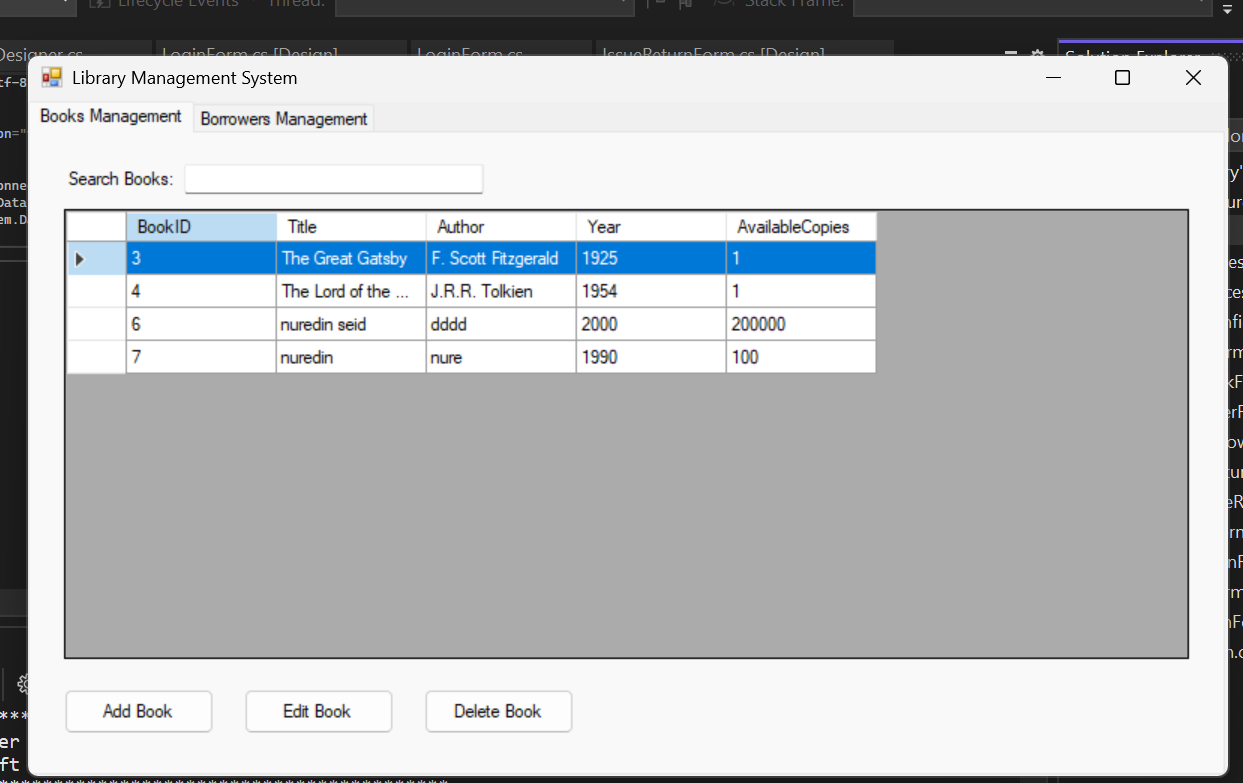 Lifecycle Events Thread: Stack Frame:
Designer.cs LoginForm.cs [Design] LoginForm.cs IssueReturnForm.cs [Design] Solution Explorer
Library Management System
Books Management Borrowers Management
Search Books:
BookID Title Author Year AvailableCopies
3 The Great Gatsby F. Scott Fitzgerald 1925 1
4 The Lord of the ... J.R.R. Tolkien 1954 1
6 nuredin seid dddd 2000 200000
7 nuredin nure 1990 100
Add Book Edit Book Delete Book